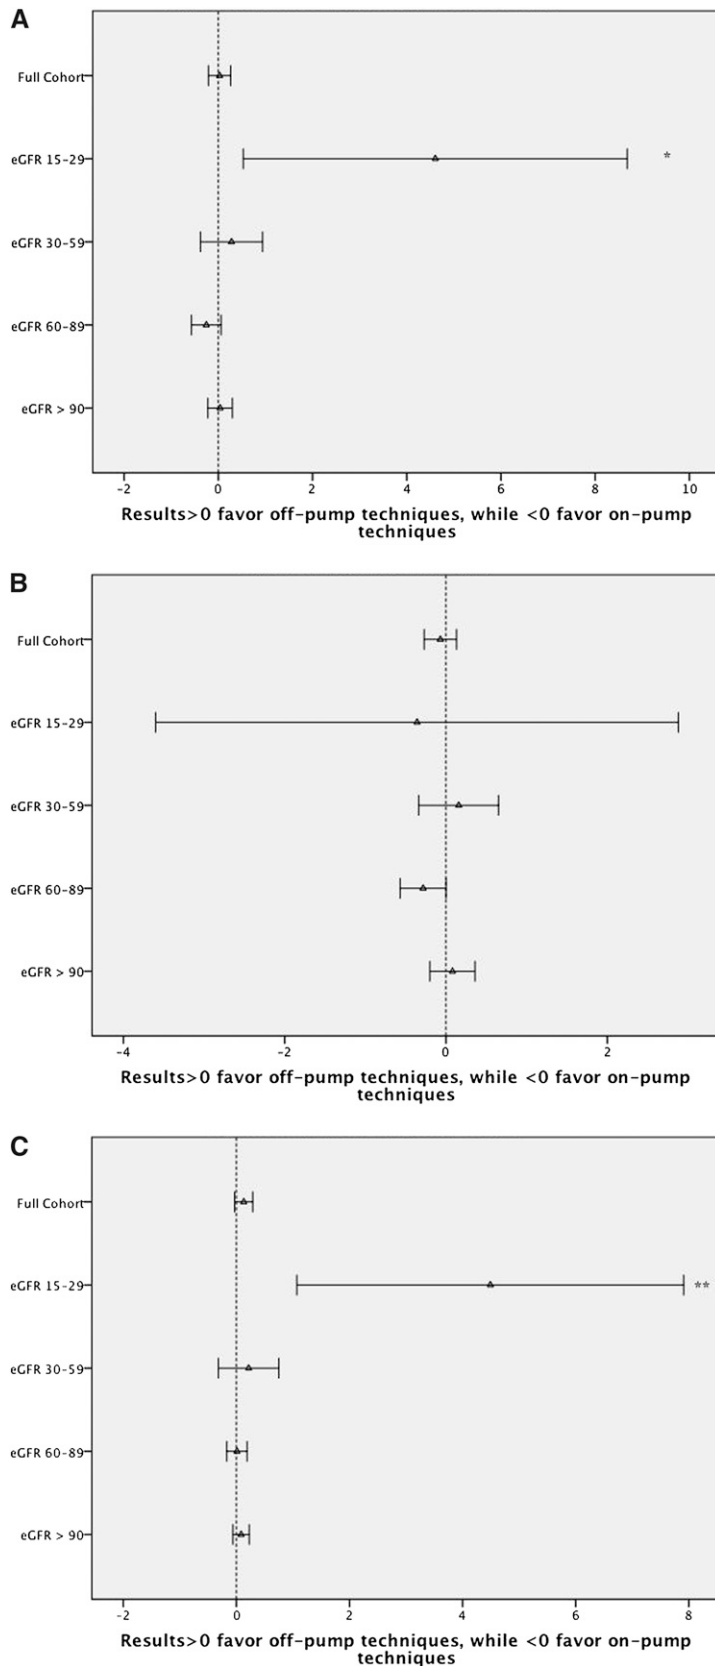 A
Full Cohort
eGFR 15-29
*
eGFR 30-59
eGFR 60-89
eGFR > 90
-2 0 2 4 6 8 10
Results>0 favor off-pump techniques, while <0 favor on-pump
techniques
B
Full Cohort
eGFR 15-29
eGFR 30-59
eGFR 60-89
eGFR > 90
-4 -2 0 2
Results>0 favor off-pump techniques, while <0 favor on-pump
techniques
C
Full Cohort
eGFR 15-29
**
eGFR 30-59
eGFR 60-89
eGFR > 90
-2 0 2 4 6 8
Results>0 favor off-pump techniques, while <0 favor on-pump
techniques